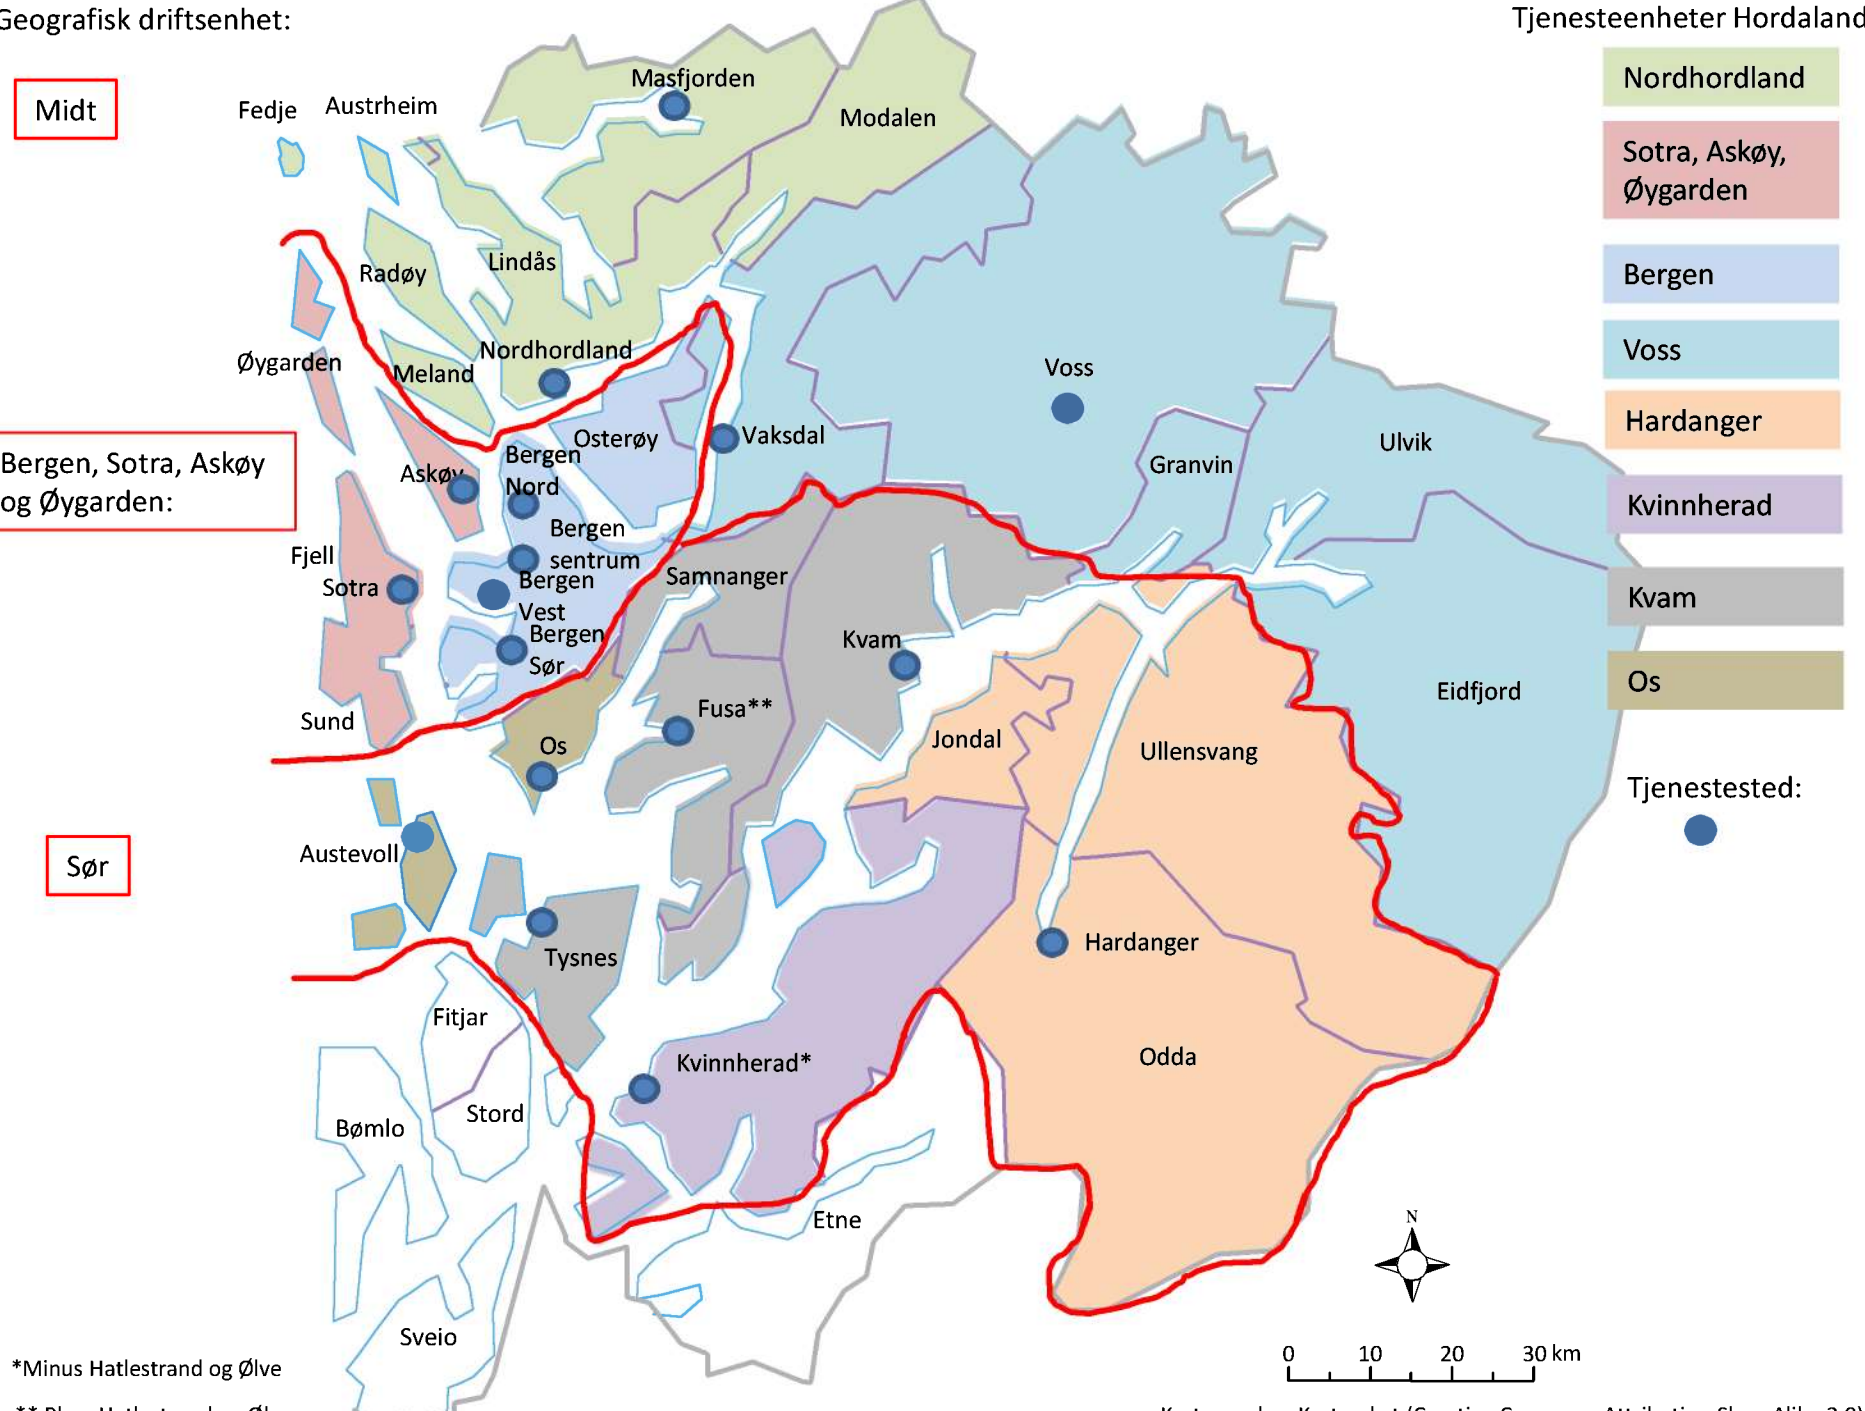 Geografisk driftsenhet:
Tjenesteenheter Hordaland
Midt
Fedje
Austrheim
Masfjorden
Modalen
Nordhordland
Sotra, Askøy,
Øygarden
Radøy
Lindås
Bergen
Øygarden
Meland
Nordhordland
Voss
Voss
Hardanger
Bergen, Sotra, Askøy
og Øygarden:
Askøy
Osterøy
Vaksdal
Granvin
Ulvik
Bergen
Nord
Kvinnherad
Bergen
sentrum
Fjell
Sotra
Bergen
Vest
Samnanger
Kvam
Bergen
Sør
Kvam
Os
Sund
Fusa**
Jondal
Ullensvang
Eidfjord
Os
Tjenestested:
Sør
Austevoll
Tysnes
Hardanger
Fitjar
Kvinnherad*
Odda
Bømlo
Stord
Etne
N
Sveio
0 10 20 30 km
*Minus Hatlestrand og Ølve